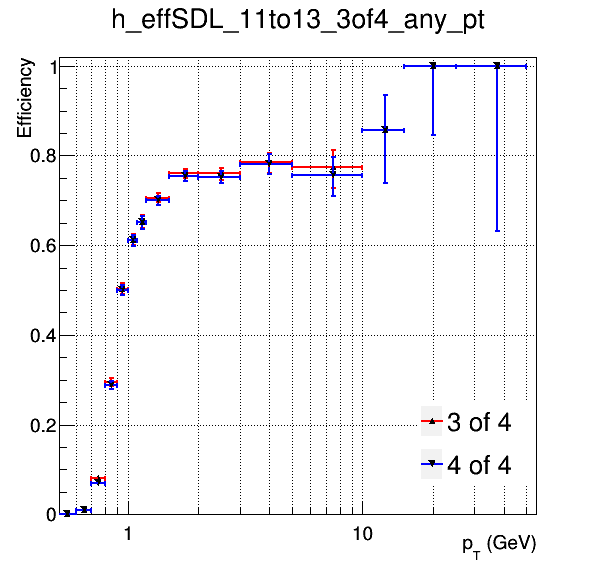 h_effSDL_11to13_3of4_any_pt
Efficiency
1
0.8
0.6
0.4
0.2
0
3 of 4
4 of 4
1
10
p_T (GeV)